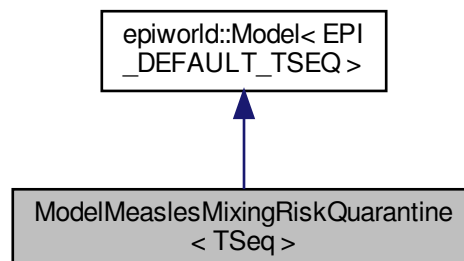 epiworld::Model< EPI
_DEFAULT_TSEQ >
ModelMeaslesMixingRiskQuarantine
< TSeq >